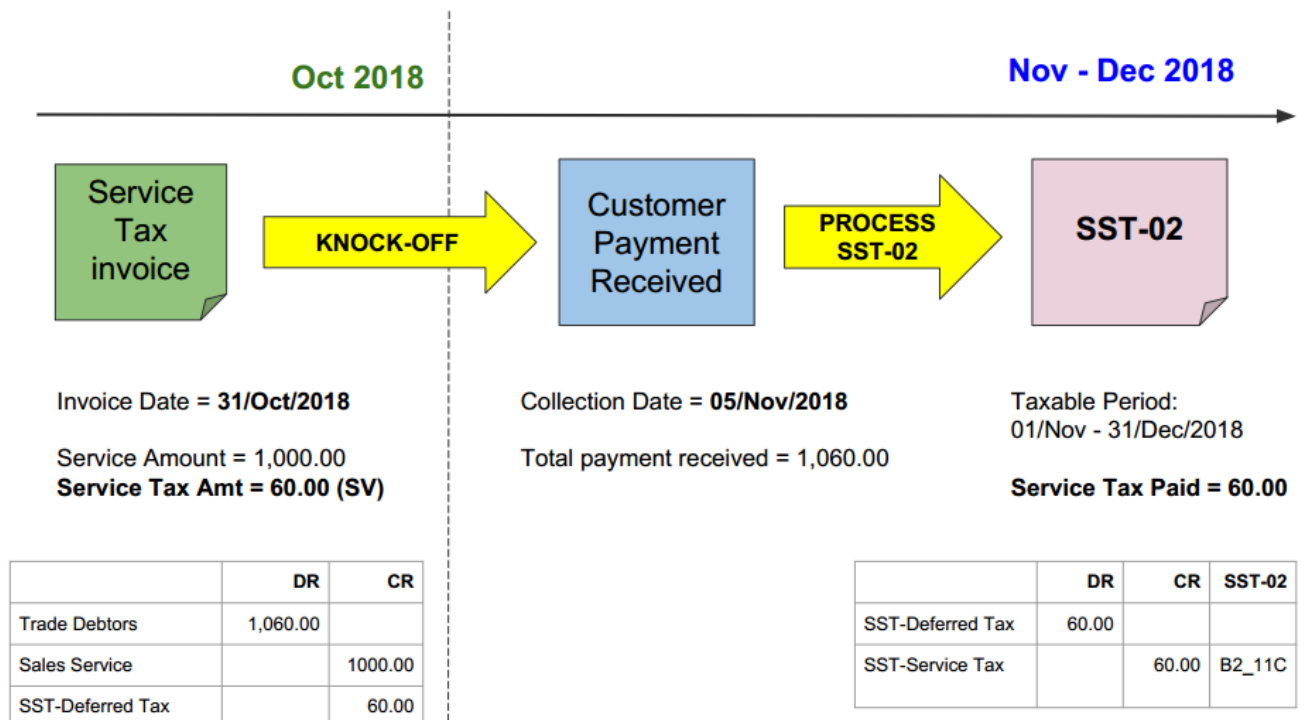 Oct 2018
Nov - Dec 2018
Service
Tax
invoice
KNOCK-OFF
Customer
Payment
Received
PROCESS
SST-02
SST-02
Invoice Date = 31/Oct/2018
Service Amount = 1,000.00
Service Tax Amt = 60.00 (SV)
Collection Date = 05/Nov/2018
Total payment received = 1,060.00
Taxable Period:
01/Nov - 31/Dec/2018
Service Tax Paid = 60.00
DR CR
Trade Debtors 1,060.00
Sales Service 1000.00
SST-Deferred Tax 60.00
DR CR SST-02
SST-Deferred Tax 60.00
SST-Service Tax 60.00 B2_11C